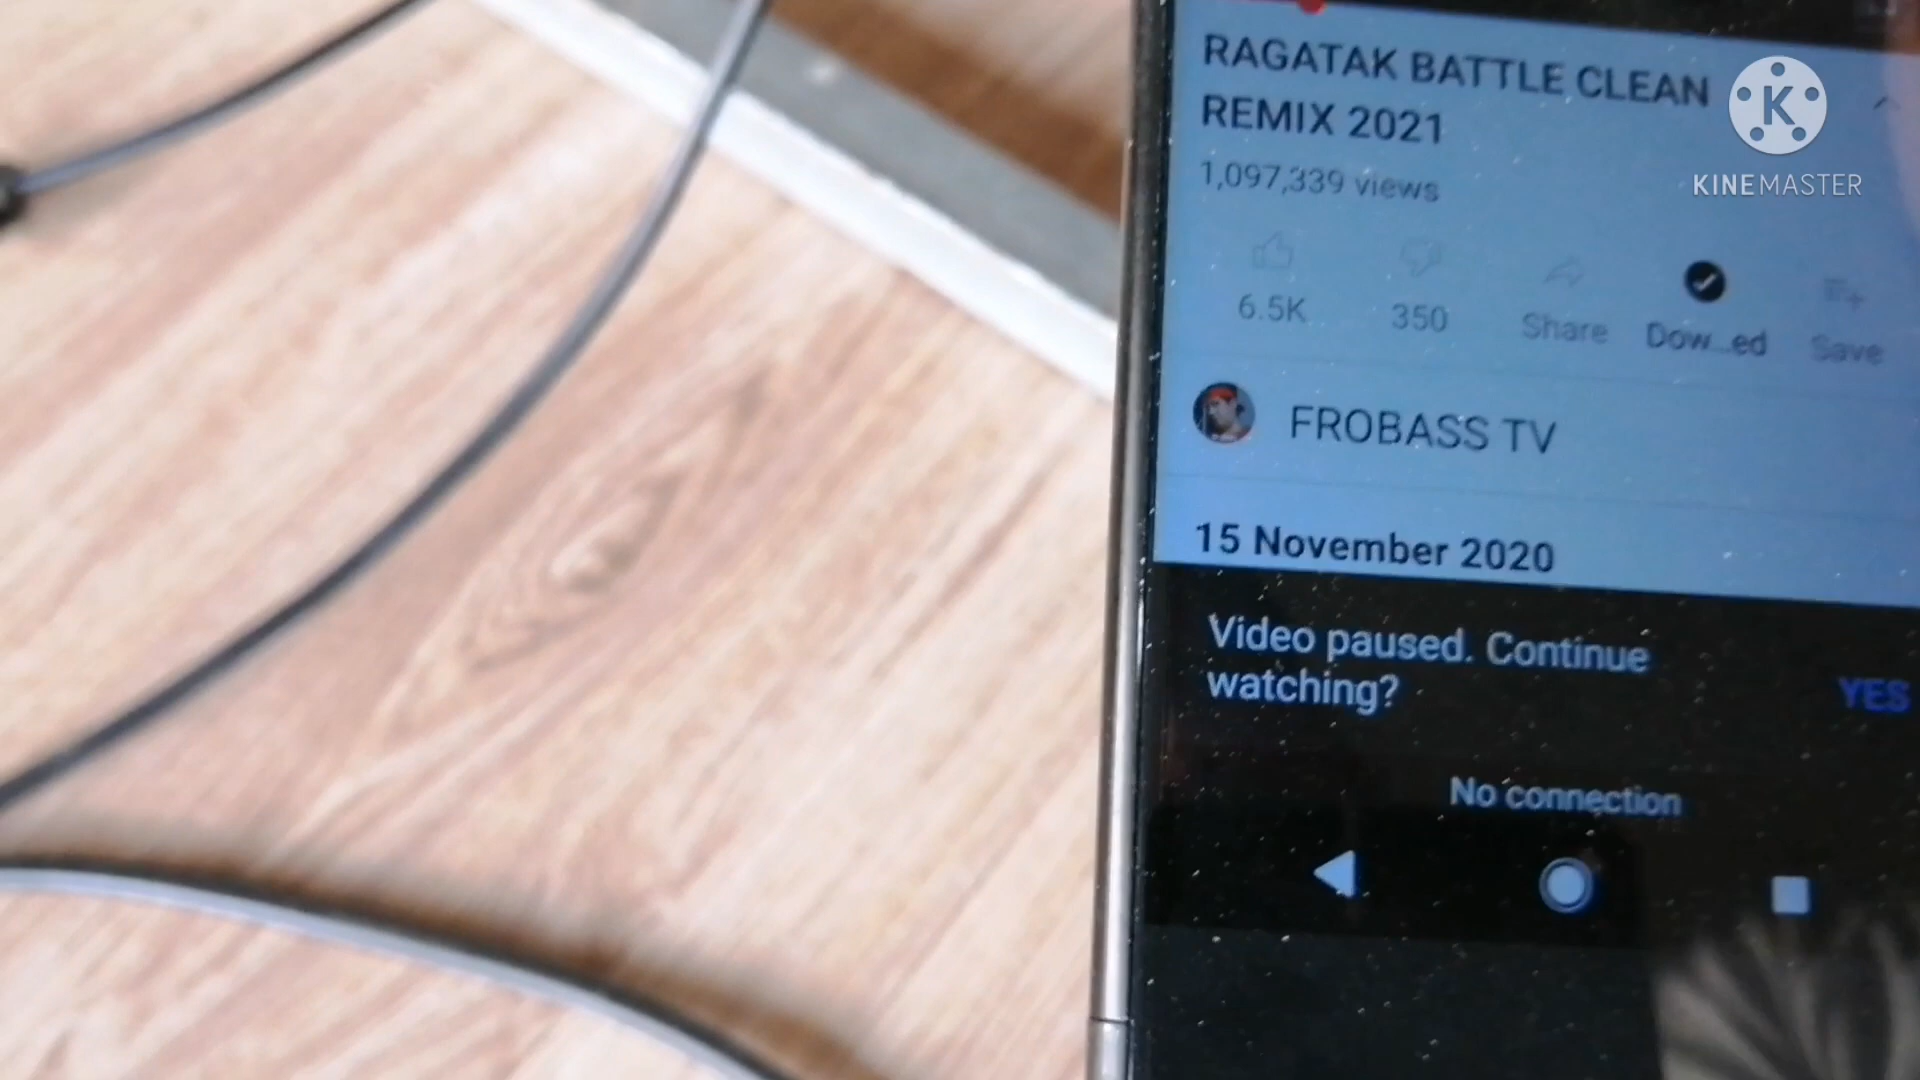 RAGATAK BATTLE CLEAN
REMIX 2021
K
KINEMASTER
1,097,339 views
6.5K
350
Share
Dow...ed
Save
FROBASS TV
15 November 2020
Video paused. Continue
watching?
YES
No connection